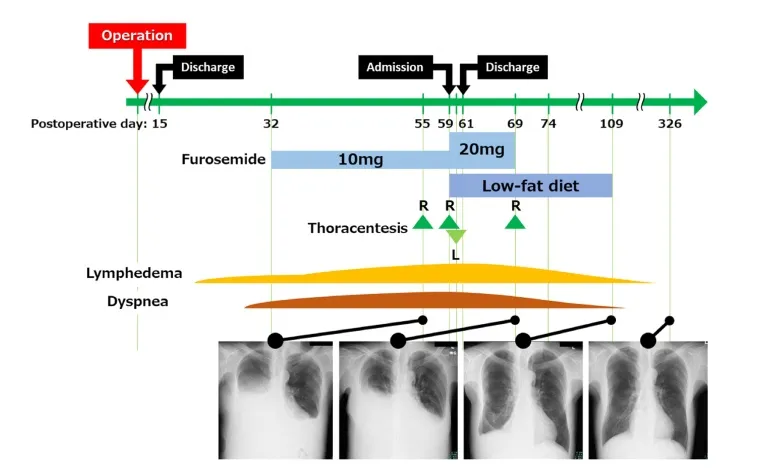 Operation
Discharge
Admission
Discharge
Postoperative day: 15 32 55 59 61 69 74 109 326
Furosemide 10mg 20mg
Low-fat diet
R R R
Thoracentesis
L
Lymphedema
Dyspnea